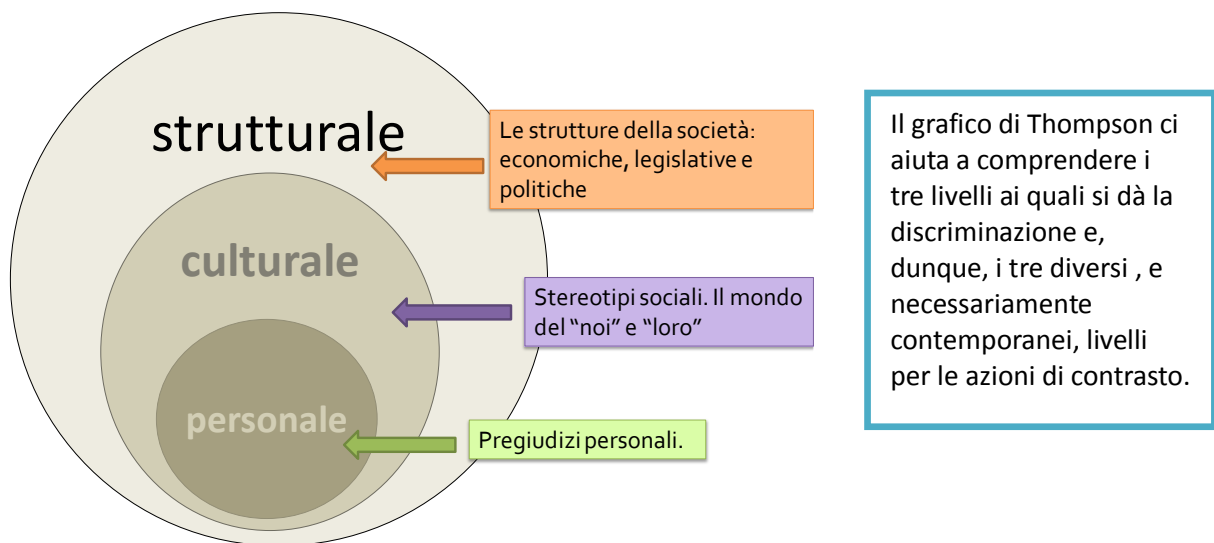 strutturale
Le strutture della società:
economiche, legislative e
politiche
culturale
Stereotipi sociali. Il mondo
del “noi” e “loro”
personale
Pregiudizi personali.
Il grafico di Thompson ci
aiuta a comprendere i
tre livelli ai quali si dà la
discriminazione e,
dunque, i tre diversi , e
necessariamente
contemporanei, livelli
per le azioni di contrasto.